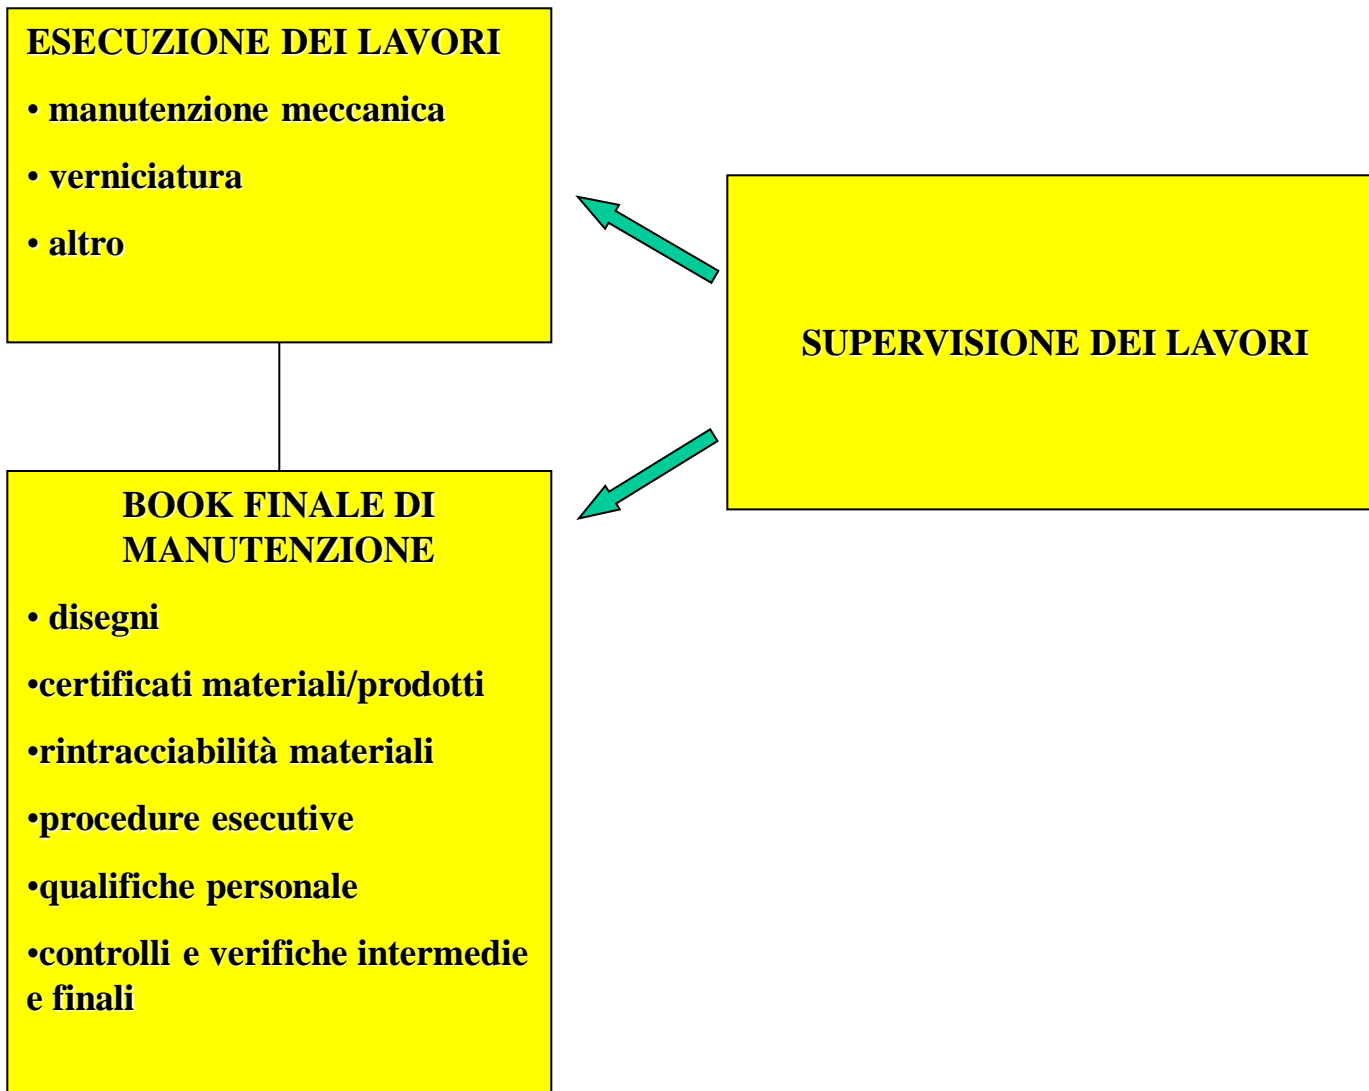 ESECUZIONE DEI LAVORI
• manutenzione meccanica
• verniciatura
• altro
SUPERVISIONE DEI LAVORI
BOOK FINALE DI
MANUTENZIONE
• disegni
•certificati materiali/prodotti
•rintracciabilità materiali
•procedure esecutive
•qualifiche personale
•controlli e verifiche intermedie
e finali